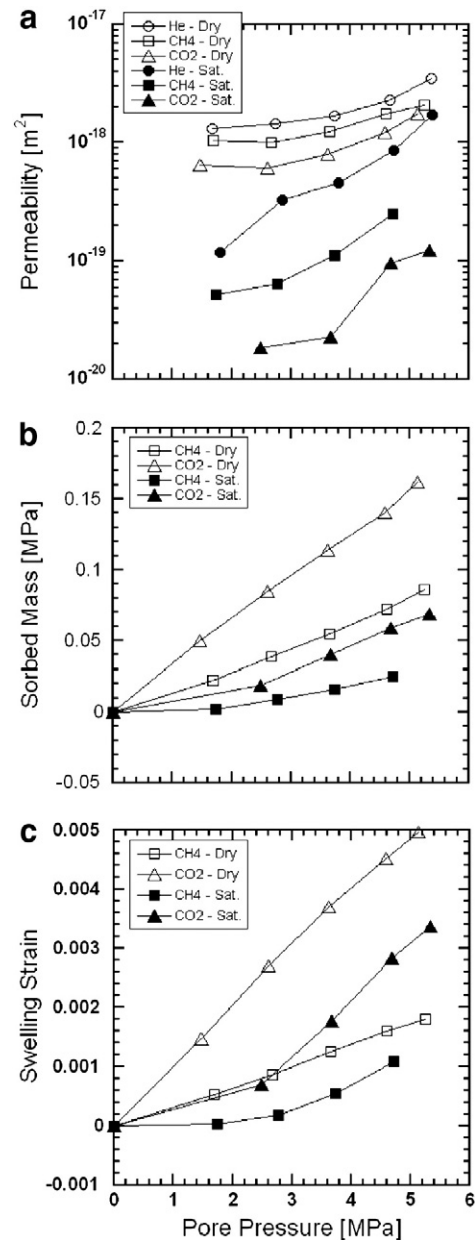 a
10-17
He - Dry
CH4 - Dry
CO2 - Dry
He - Sat.
CH4 - Sat.
CO2 - Sat.
10-18
10-19
10-20
Permeability [m2]
b
0.2
CH4 - Dry
CO2 - Dry
CH4 - Sat.
CO2 - Sat.
0.15
0.1
0.05
0
-0.05
Sorbed Mass [MPa]
c
0.005
CH4 - Dry
CO2 - Dry
CH4 - Sat.
CO2 - Sat.
0.004
0.003
0.002
0.001
0
-0.001
Swelling Strain
0 1 2 3 4 5 6
Pore Pressure [MPa]